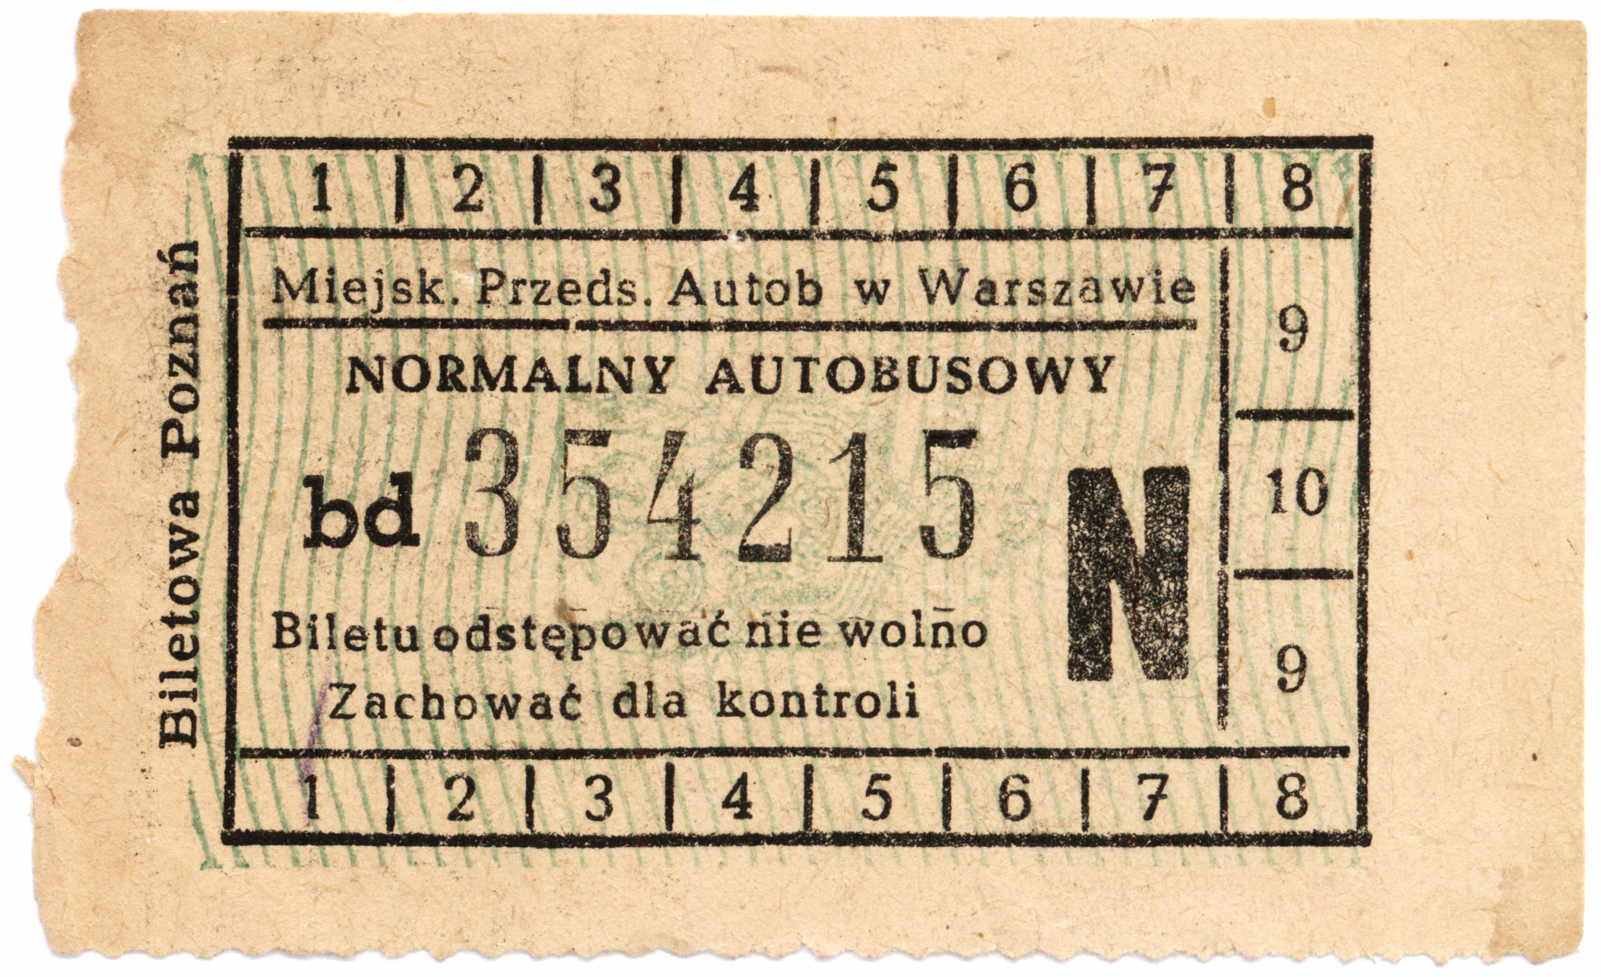 1 2 3 4 5 6 7 8
Miejsk. Przeds. Autob w Warszawie
NORMALNY AUTOBUSOWY
bd 354215
N
Biletu odstępować nie wolno
Zachować dla kontroli
9
10
9
1 2 3 4 5 6 7 8
Biletowa Poznań